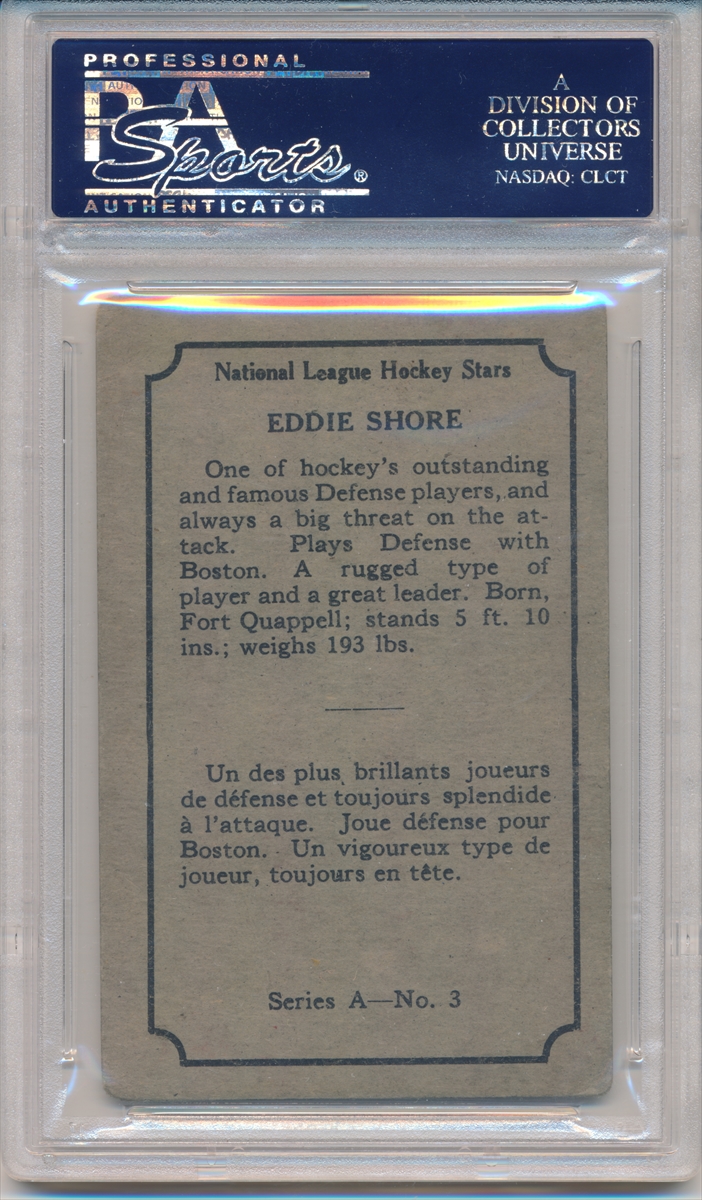 PROFESSIONAL
PSA
Sports®
AUTHENTICATOR
A
DIVISION OF
COLLECTORS
UNIVERSE
NASDAQ: CLCT
National League Hockey Stars
EDDIE SHORE
One of hockey's outstanding
and famous Defense players, and
always a big threat on the at-
tack. Plays Defense with
Boston. A rugged type of
player and a great leader. Born,
Fort Quappell; stands 5 ft. 10
ins.; weighs 193 lbs.
Un des plus brillants joueurs
de défense et toujours splendide
à l'attaque. Joue défense pour
Boston. Un vigoureux type de
joueur, toujours en tête.
Series A—No. 3